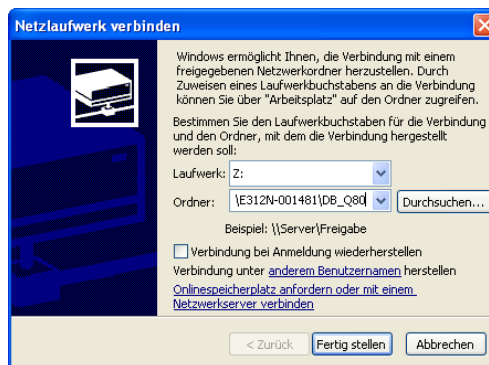 Netzlaufwerk verbinden
Windows ermöglicht Ihnen, die Verbindung mit einem
freigegebenen Netzwerkordner herzustellen. Durch
Zuweisen eines Laufwerkbuchstabens an die Verbindung
können Sie über "Arbeitsplatz" auf den Ordner zugreifen.
Bestimmen Sie den Laufwerkbuchstaben für die Verbindung
und den Ordner, mit dem die Verbindung hergestellt
werden soll:
Laufwerk: Z:
Ordner: \E312N-001481\DB_Q80 Durchsuchen...
Beispiel: \\Server\Freigabe
Verbindung bei Anmeldung wiederherstellen
Verbindung unter anderem Benutzernamen herstellen
Onlinespeicherplatz anfordern oder mit einem
Netzwerkserver verbinden
< Zurück Fertig stellen Abbrechen